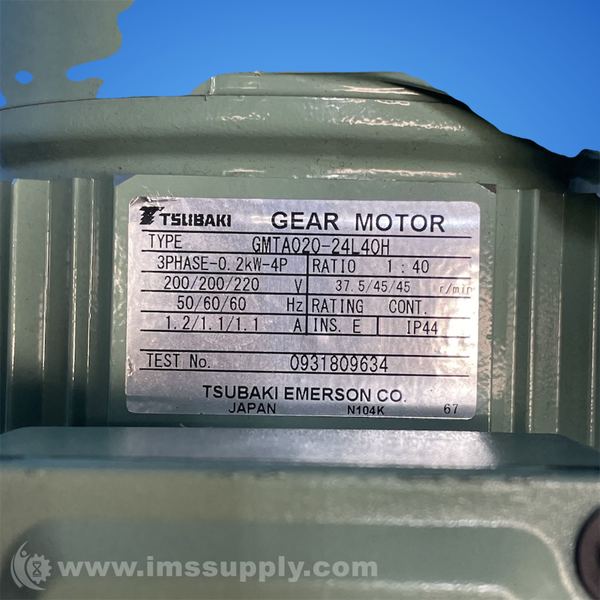 TSUBAKI GEAR MOTOR
TYPE GMTA020-24L40H
3PHASE-0.2kW-4P RATIO 1:40
200/200/220 V 37.5/45/45 r/min
50/60/60 Hz RATING CONT.
1.2/1.1/1.1 A INS. E IP44
TEST No. 0931809634
TSUBAKI EMERSON CO.
JAPAN N104K 67
www.imssupply.com